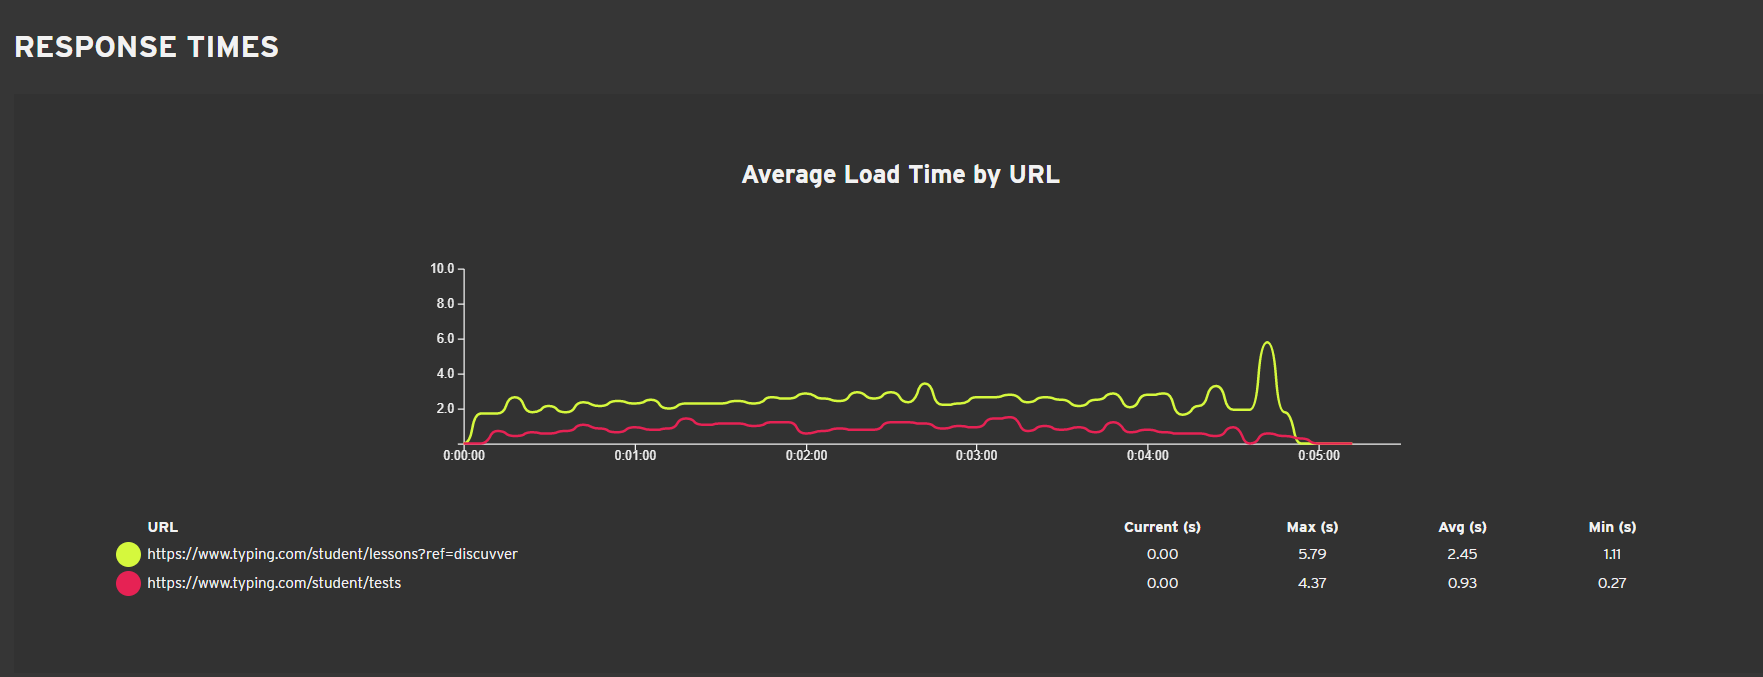 RESPONSE TIMES
Average Load Time by URL
10.0
8.0
6.0
4.0
2.0
0:00:00 0:01:00 0:02:00 0:03:00 0:04:00 0:05:00
URL Current (s) Max (s) Avg (s) Min (s)
https://www.typing.com/student/lessons?ref=discuvver 0.00 5.79 2.45 1.11
https://www.typing.com/student/tests 0.00 4.37 0.93 0.27